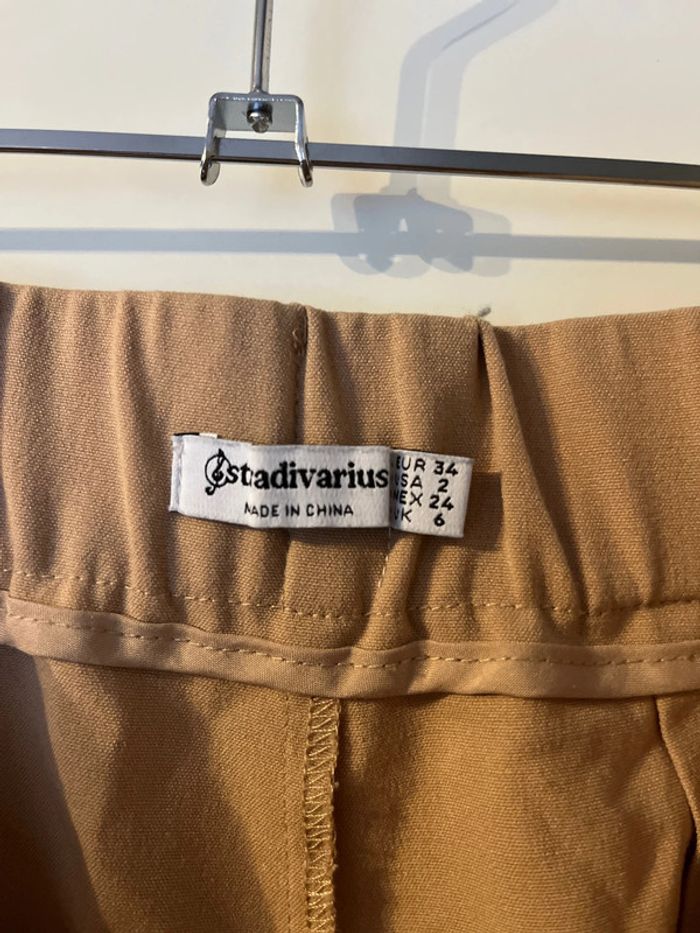 stradivarius
MADE IN CHINA
EUR 34
USA 2
MEX 24
UK 6